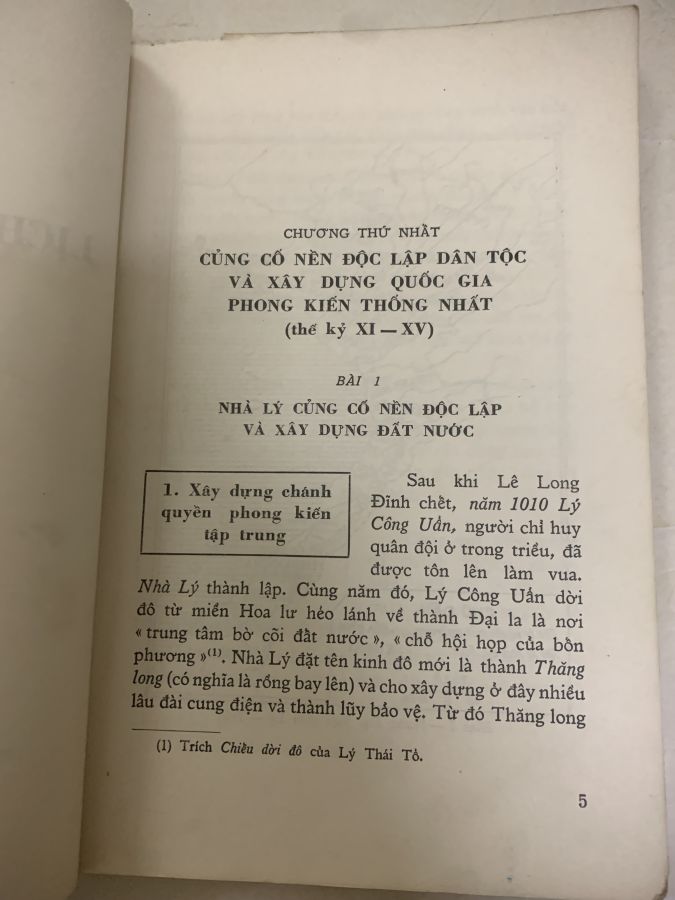 CHƯƠNG THỨ NHẤT
CỦNG CỐ NỀN ĐỘC LẬP DÂN TỘC
VÀ XÂY DỰNG QUỐC GIA
PHONG KIẾN THỐNG NHẤT
(thế kỷ XI — XV)
BÀI 1
NHÀ LÝ CỦNG CỐ NỀN ĐỘC LẬP
VÀ XÂY DỰNG ĐẤT NƯỚC
1. Xây dựng chánh
quyền phong kiến
tập trung
Sau khi Lê Long
Đĩnh chết, năm 1010 Lý
Công Uẩn, người chỉ huy
quân đội ở trong triều, đã
được tôn lên làm vua.
Nhà Lý thành lập. Cùng năm đó, Lý Công Uẩn dời
đô từ miền Hoa lư hẻo lánh về thành Đại la là nơi
« trung tâm bờ cõi đất nước », « chỗ hội họp của bốn
phương »(1). Nhà Lý đặt tên kinh đô mới là thành Thăng
long (có nghĩa là rồng bay lên) và cho xây dựng ở đây nhiều
lâu đài cung điện và thành lũy bảo vệ. Từ đó Thăng long
(1) Trích Chiếu dời đô của Lý Thái Tổ.
5